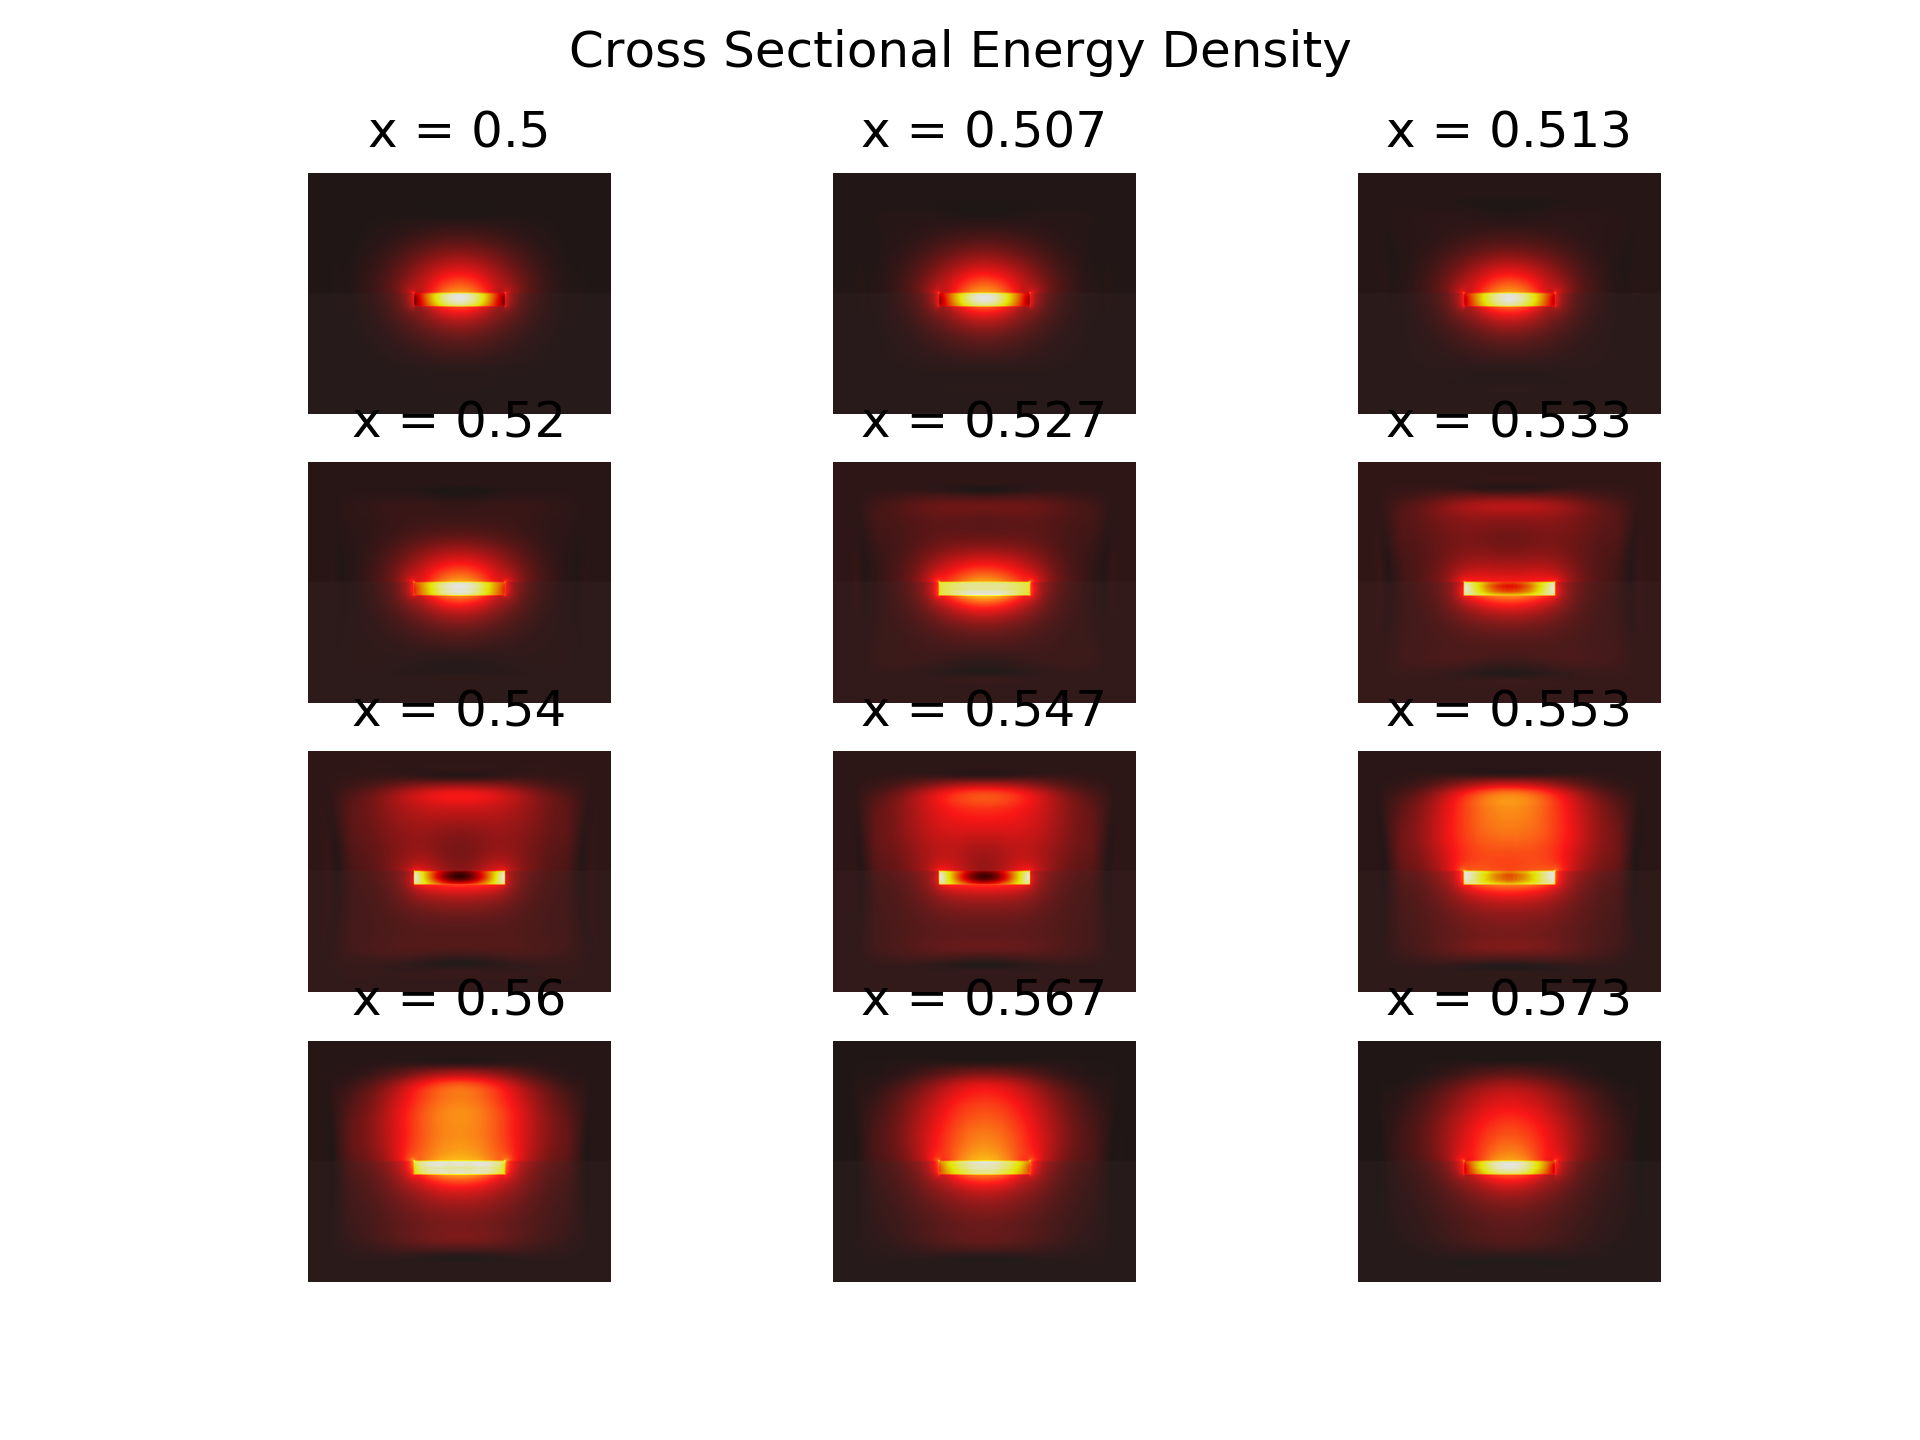 Cross Sectional Energy Density
x = 0.5 x = 0.507 x = 0.513
x = 0.52 x = 0.527 x = 0.533
x = 0.54 x = 0.547 x = 0.553
x = 0.56 x = 0.567 x = 0.573